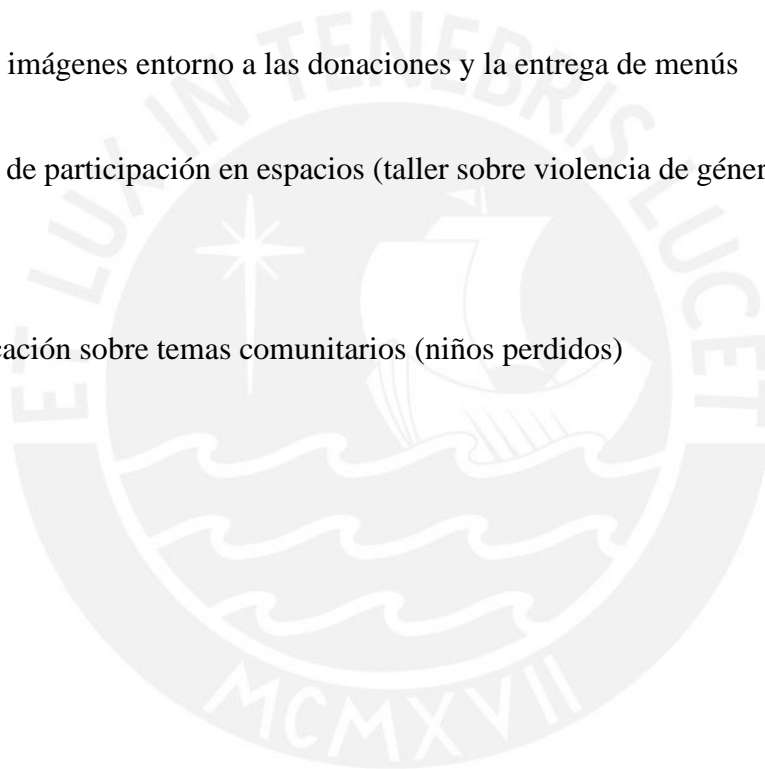 imágenes entorno a las donaciones y la entrega de menús
de participación en espacios (taller sobre violencia de géner
cación sobre temas comunitarios (niños perdidos)
ET LUX IN TENEBRIS LUCET
MCMXVII